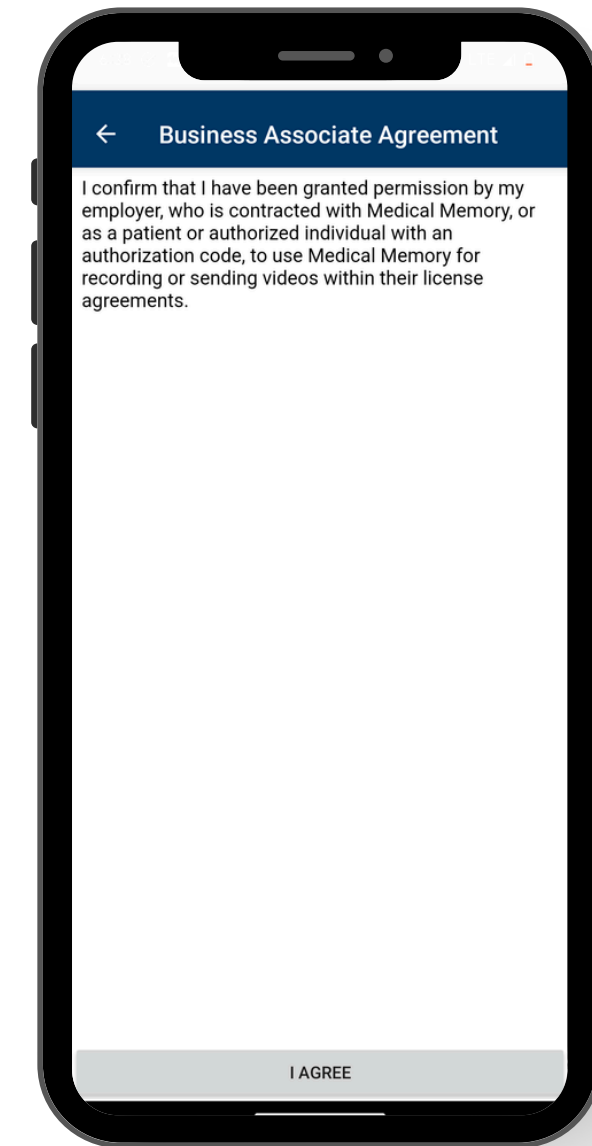 Business Associate Agreement
I confirm that I have been granted permission by my
employer, who is contracted with Medical Memory, or
as a patient or authorized individual with an
authorization code, to use Medical Memory for
recording or sending videos within their license
agreements.
I AGREE